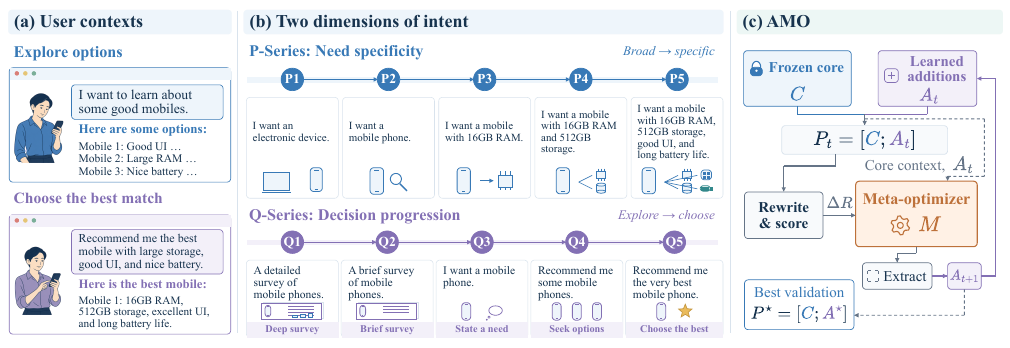 (a) User contexts
Explore options
I want to learn about
some good mobiles.
Here are some options:
Mobile 1: Good UI …
Mobile 2: Large RAM …
Mobile 3: Nice battery …
Choose the best match
Recommend me the best
mobile with large storage,
good UI, and nice battery.
Here is the best mobile:
Mobile 1: 16GB RAM,
512GB storage, excellent UI,
and long battery life.
(b) Two dimensions of intent
P-Series: Need specificity
Broad → specific
P1
P2
P3
P4
P5
I want an
electronic device.
I want a
mobile phone.
I want a mobile
with 16GB RAM.
I want a mobile
with 16GB RAM
and 512GB
storage.
I want a mobile
with 16GB RAM,
512GB storage,
good UI, and
long battery life.
Q-Series: Decision progression
Explore → choose
Q1
Q2
Q3
Q4
Q5
A detailed
survey of
mobile phones.
Deep survey
A brief survey
of mobile
phones.
Brief survey
I want a mobile
phone.
State a need
Recommend me
some mobile
phones.
Seek options
Recommend me
the very best
mobile phone.
Choose the best
(c) AMO
Frozen core
C
Learned
additions
A_t
P_t = [C; A_t]
Core context, A_t
Rewrite
& score
ΔR
Meta-optimizer
M
Extract
A_{t+1}
Best validation
P* = [C; A*]